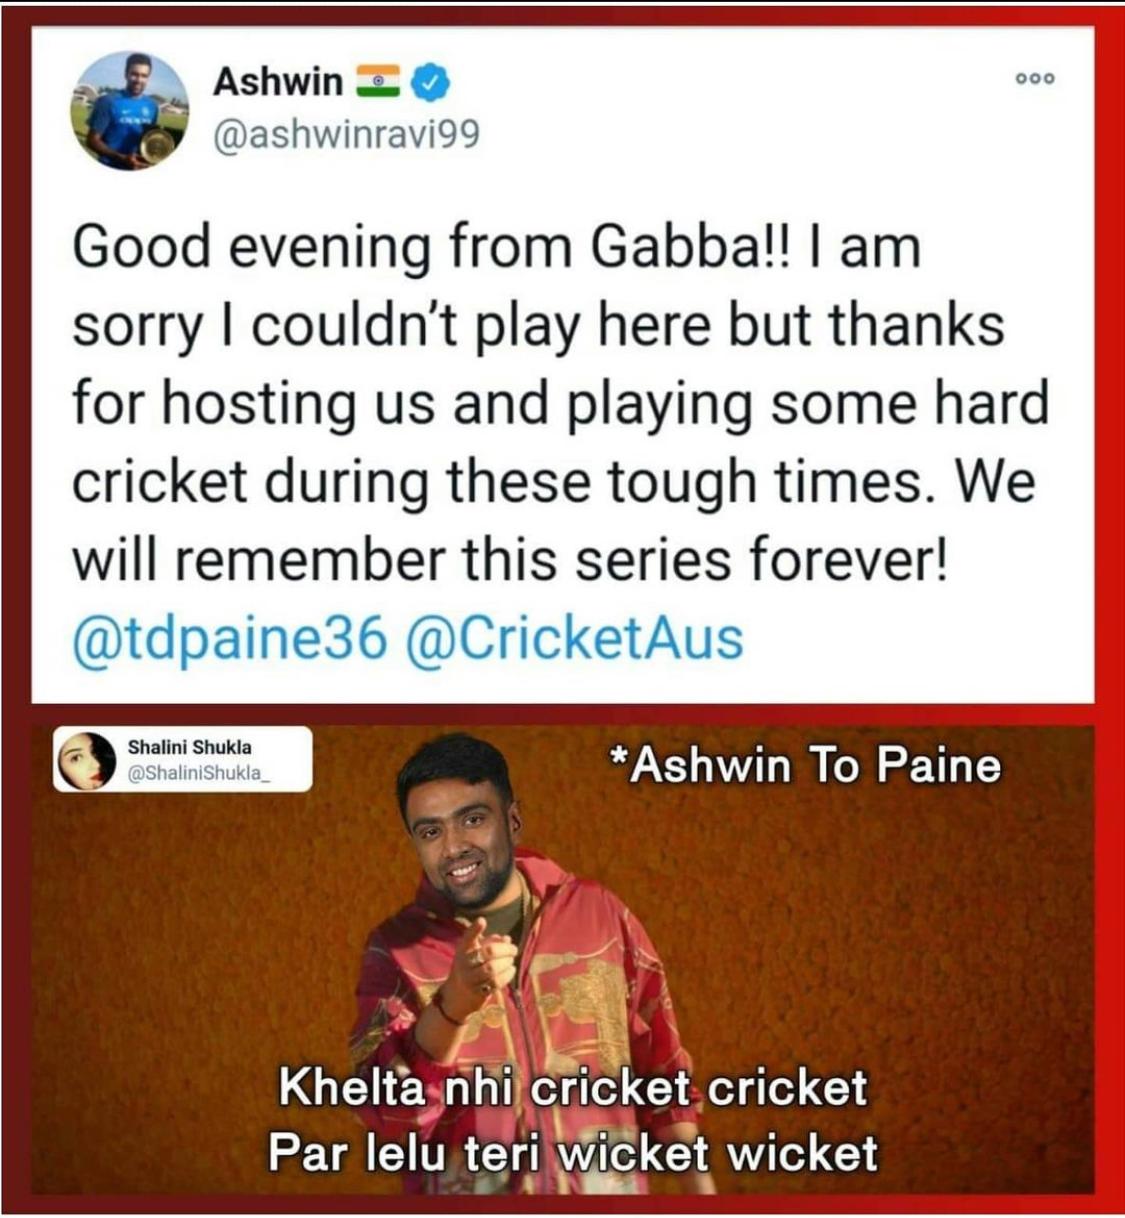 Ashwin
@ashwinravi99
Good evening from Gabba!! I am
sorry I couldn't play here but thanks
for hosting us and playing some hard
cricket during these tough times. We
will remember this series forever!
@tdpaine36 @CricketAus
Shalini Shukla
@ShaliniShukla_
*Ashwin To Paine
Khelta nhi cricket cricket
Par lelu teri wicket wicket